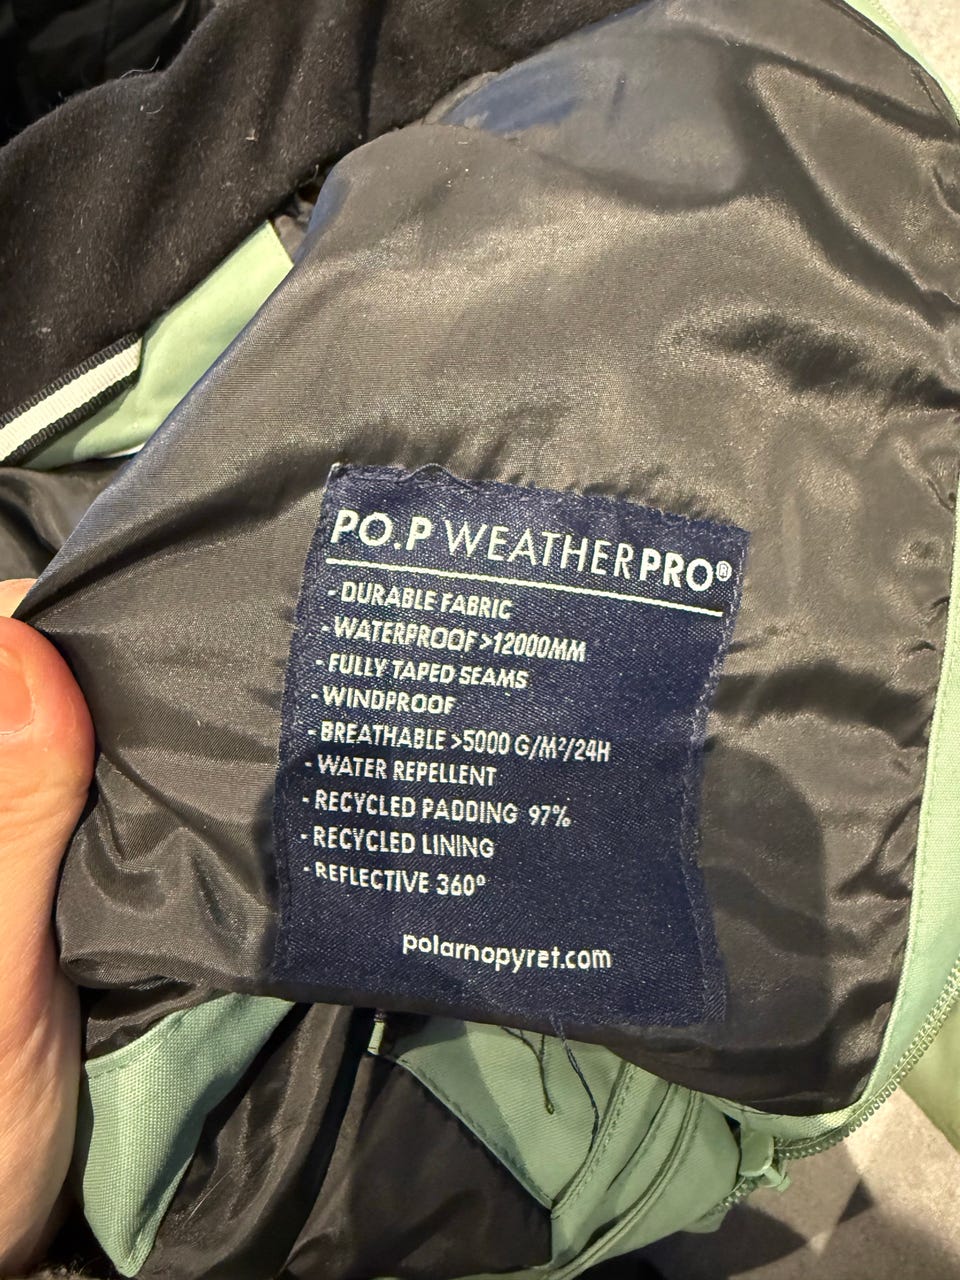 PO.P WEATHERPRO®
- DURABLE FABRIC
- WATERPROOF >12000MM
- FULLY TAPED SEAMS
- WINDPROOF
- BREATHABLE >5000 G/M²/24H
- WATER REPELLENT
- RECYCLED PADDING 97%
- RECYCLED LINING
- REFLECTIVE 360º
polarnopyret.com